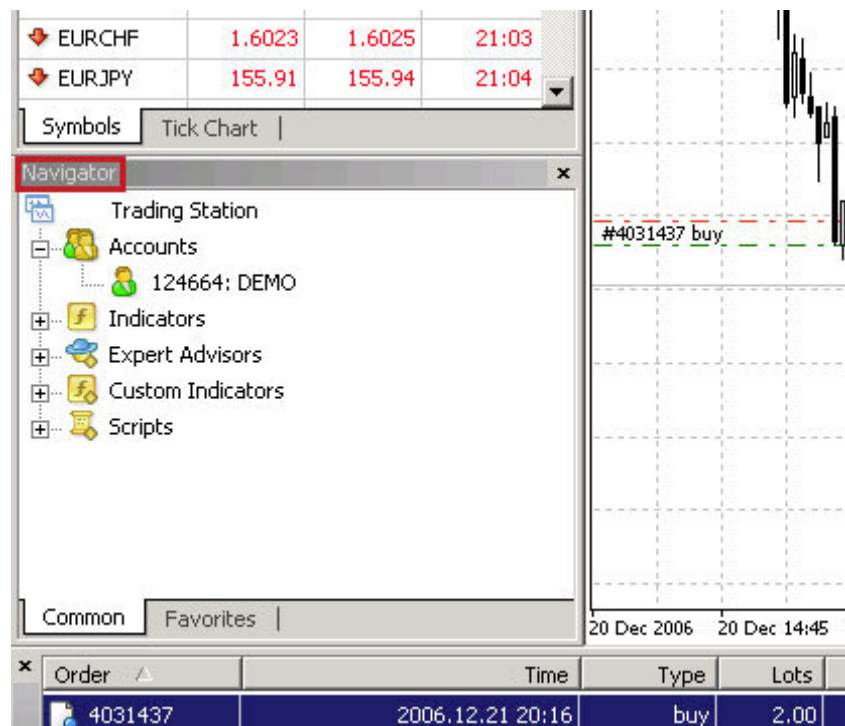 EURCHF 1.6023 1.6025 21:03
EURJPY 155.91 155.94 21:04
Symbols Tick Chart
Navigator
Trading Station
Accounts
124664: DEMO
Indicators
Expert Advisors
Custom Indicators
Scripts
Common Favorites
#4031437 buy
20 Dec 2006 20 Dec 14:45
Order Time Type Lots
4031437 2006.12.21 20:16 buy 2.00